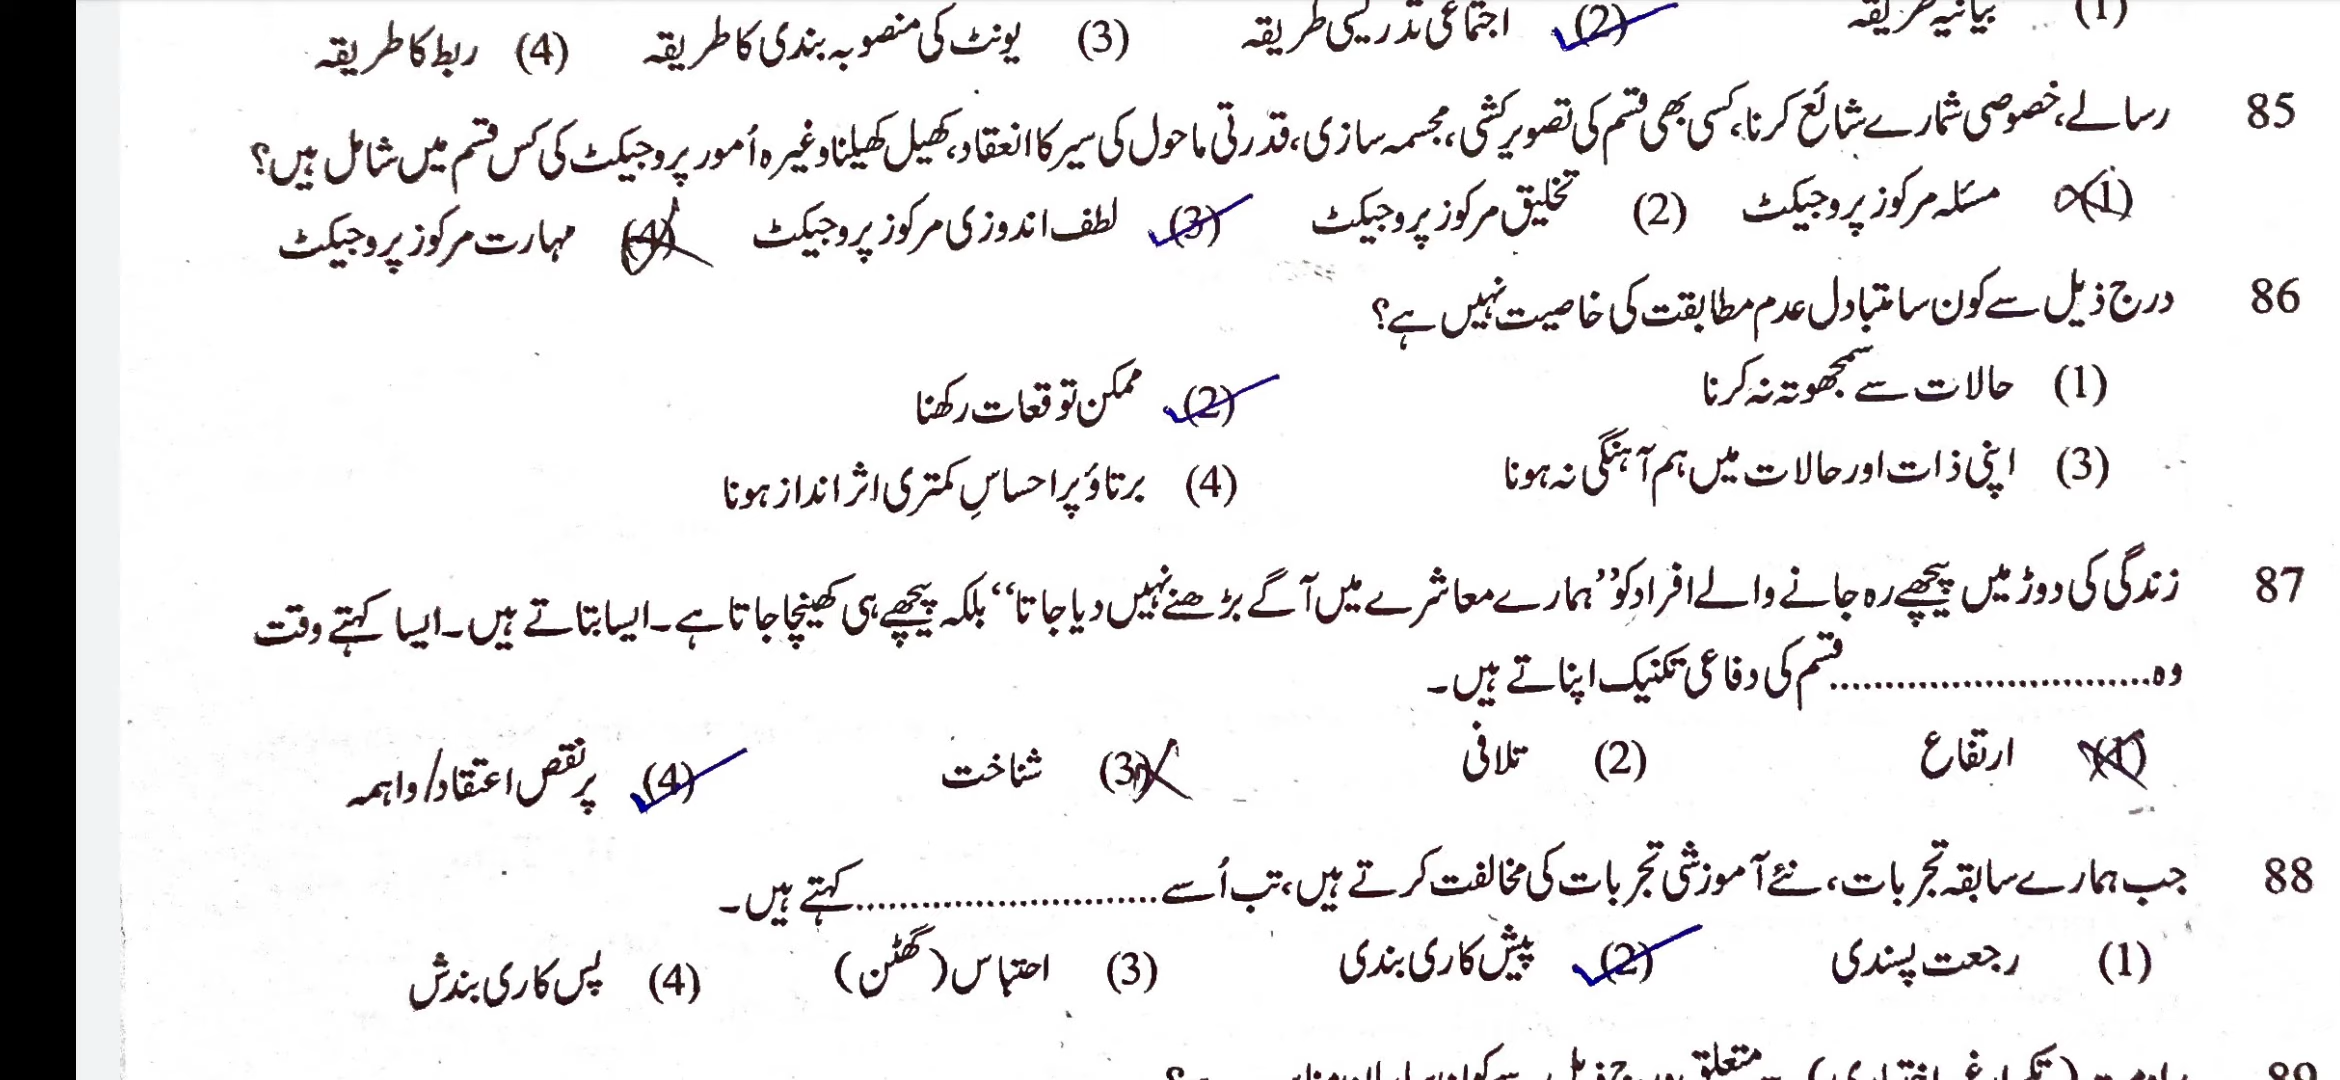 (1) بیانیہ طریقہ (2) اجتماعی تدریسی طریقہ (3) یونٹ کی منصوبہ بندی کا طریقہ (4) ربط کا طریقہ
85 رسالے، خصوصی شمارے شائع کرنا، کسی بھی قسم کی تصویر کشی، مجسمہ سازی، قدرتی ماحول کی سیر کا انعقاد، کھیل کھیلنا وغیرہ اُمور پروجیکٹ کی کس قسم میں شامل ہیں؟
(1) مسئلہ مرکوز پروجیکٹ (2) تخلیق مرکوز پروجیکٹ (3) لطف اندوزی مرکوز پروجیکٹ (4) مہارت مرکوز پروجیکٹ
86 درج ذیل سے کون سا متبادل عدم مطابقت کی خاصیت نہیں ہے؟
(1) حالات سے سمجھوتہ نہ کرنا (2) ممکن توقعات رکھنا
(3) اپنی ذات اور حالات میں ہم آہنگی نہ ہونا (4) برتاؤ پر احساسِ کمتری اثر انداز ہونا
87 زندگی کی دوڑ میں پیچھے رہ جانے والے افراد کو ”ہمارے معاشرے میں آگے بڑھنے نہیں دیا جاتا“ بلکہ پیچھے ہی کھینچا جاتا ہے۔ ایسا بتاتے ہیں۔ ایسا کہتے وقت
وہ ............................ قسم کی دفاعی تکنیک اپناتے ہیں۔
(1) ارتفاع (2) تلافی (3) شناخت (4) پر نقص اعتقاد/واہمہ
88 جب ہمارے سابقہ تجربات، نئے آموزشی تجربات کی مخالفت کرتے ہیں، تب اُسے ............................ کہتے ہیں۔
(1) رجعت پسندی (2) پیش کاری بندی (3) احتباس (گھٹن) (4) پس کاری بندش
89